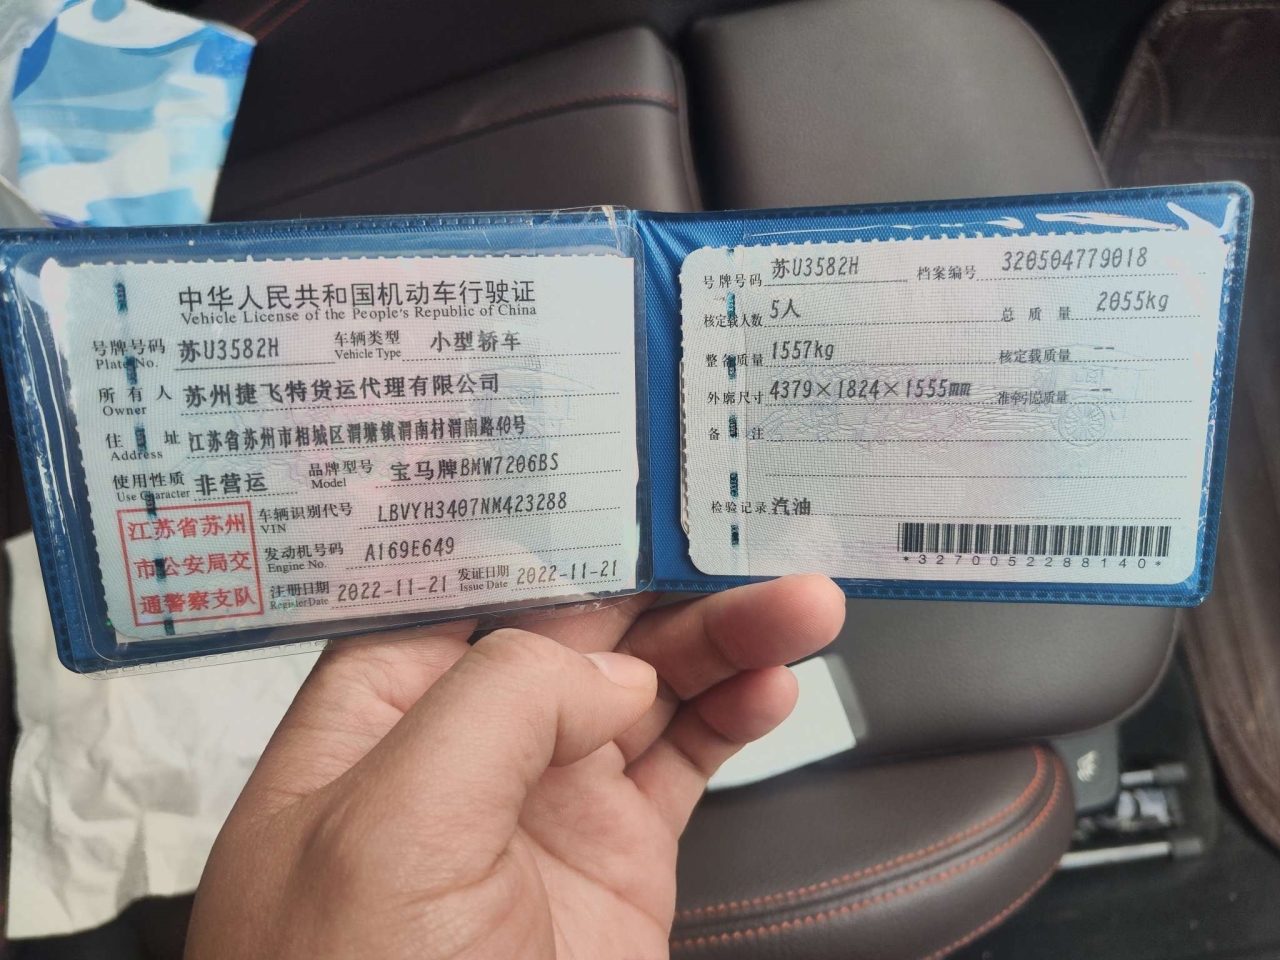 中华人民共和国机动车行驶证
Vehicle License of the People's Republic of China
号牌号码 苏U3582H 车辆类型 小型轿车
Plate No. Vehicle Type
所有人 苏州捷飞特货运代理有限公司
Owner
住址 江苏省苏州市相城区渭塘镇渭南村渭南路40号
Address
使用性质 非营运 品牌型号 宝马牌BMW7206BS
Use Character Model
江苏省苏州
市公安局交
通警察支队
车辆识别代号 LBVYH3407NM423288
VIN
发动机号码 A169E649
Engine No.
注册日期 2022-11-21 发证日期 2022-11-21
Register Date Issue Date
号牌号码 苏U3582H 档案编号 320504779018
核定载人数 5人 总质量 2055kg
整备质量 1557kg 核定载质量 --
外廓尺寸 4379×1824×1555mm 准牵引总质量 --
备注
检验记录 汽油
*3270052288140*